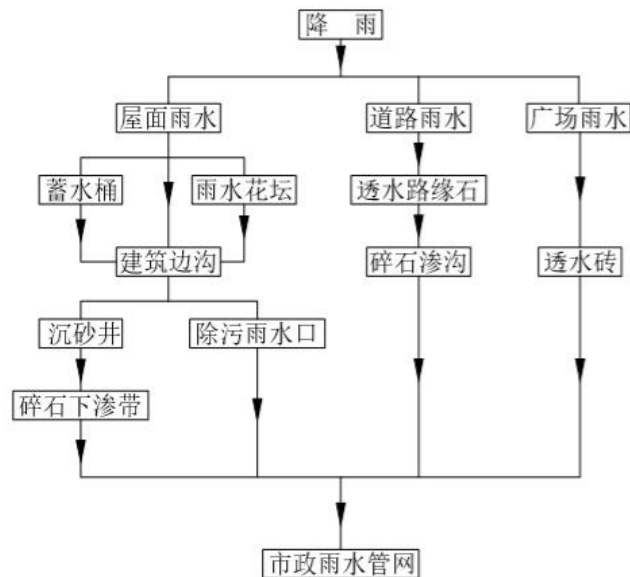 降 雨
屋面雨水
道路雨水
广场雨水
蓄水桶
雨水花坛
透水路缘石
建筑边沟
碎石渗沟
透水砖
沉砂井
除污雨水口
碎石下渗带
市政雨水管网